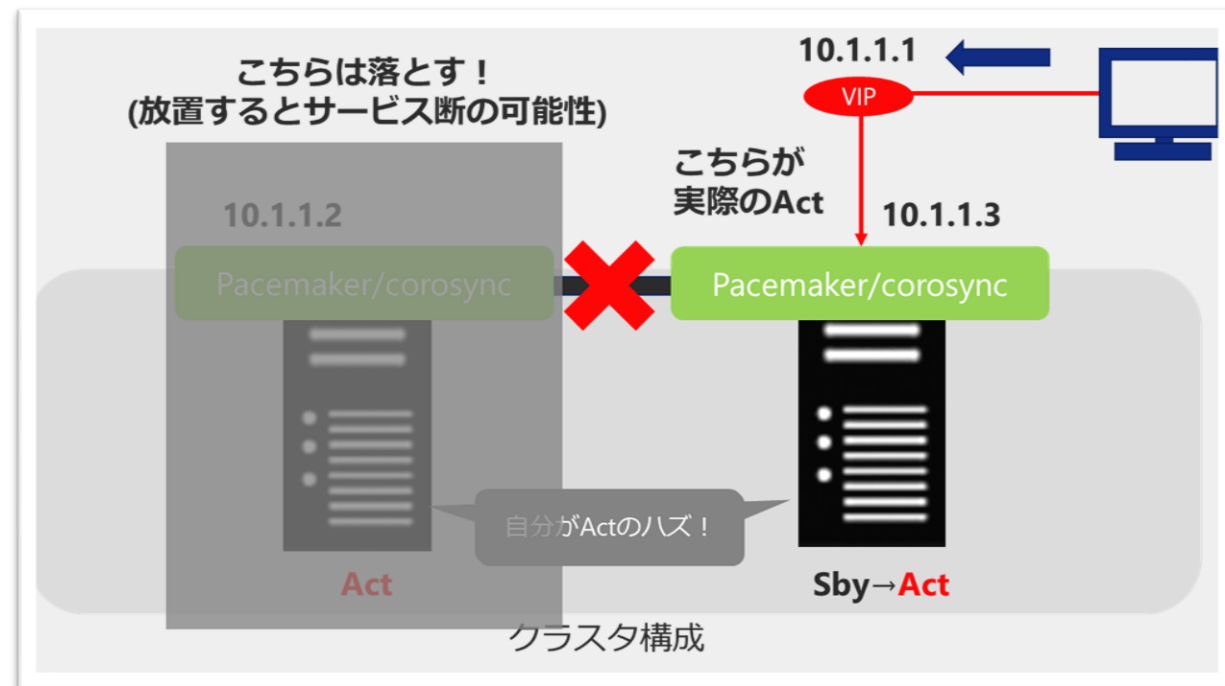 こちらは落とす！
(放置するとサービス断の可能性)
10.1.1.1
VIP
こちらが
実際のAct
10.1.1.2
10.1.1.3
Pacemaker/corosync
Pacemaker/corosync
自分がActのハズ！
Act
Sby→Act
クラスタ構成